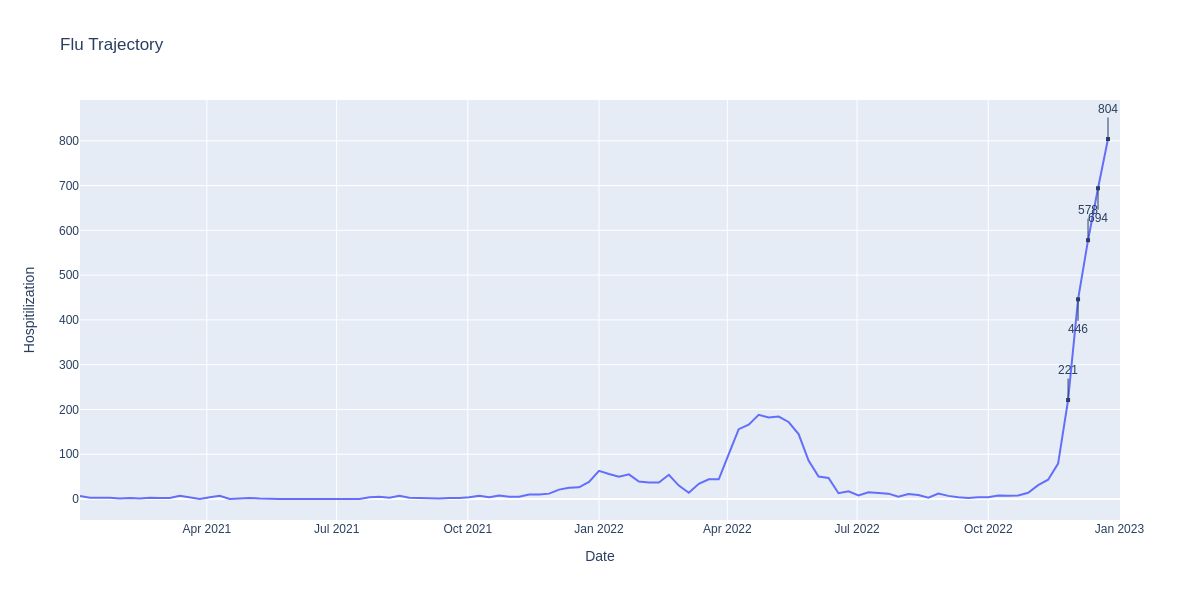 Flu Trajectory
804
800
700
600
578
694
500
400
446
300
221
200
100
0
Hospitilization
Apr 2021
Jul 2021
Oct 2021
Jan 2022
Apr 2022
Jul 2022
Oct 2022
Jan 2023
Date